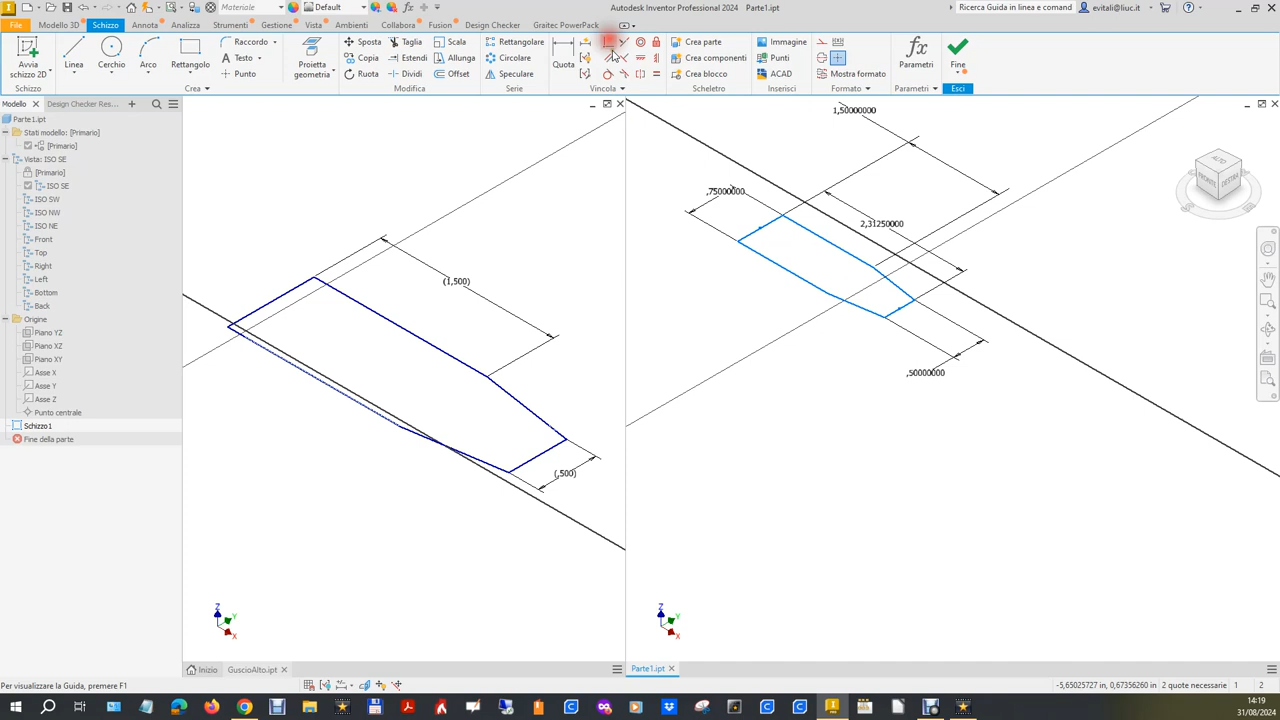 Autodesk Inventor Professional 2024 Parte1.ipt
Materiale
Default
Ricerca Guida in linea e comandi
evitali@liuc.it
File Modello 3D Schizzo Annota Analizza Strumenti Gestione Vista Ambienti Collabora Fusion Design Checker Graitec PowerPack
Avvia schizzo 2D
Linea
Cerchio
Arco
Rettangolo
Raccordo
Testo
Punto
Proietta geometria
Sposta
Copia
Ruota
Taglia
Estendi
Dividi
Scala
Allunga
Offset
Rettangolare
Circolare
Speculare
Quota
Crea parte
Crea componenti
Crea blocco
Immagine
Punti
ACAD
Mostra formato
fx
Parametri
Fine
Crea Modifica Serie Vincola Scheletro Inserisci Formato Parametri Esci
Modello Design Checker Res...
Parte1.ipt
Stati modello: [Primario]
[Primario]
Vista: ISO SE
[Primario]
ISO SE
ISO SW
ISO NW
ISO NE
Front
Top
Right
Left
Bottom
Back
Origine
Piano YZ
Piano XZ
Piano XY
Asse X
Asse Y
Asse Z
Punto centrale
Schizzo1
Fine della parte
(1,500)
(,500)
1,50000000
,75000000
2,31250000
,50000000
ALTO
FRONTE
DESTRA
Z
Y
X
Z
Y
X
Inizio GuscioAlto.ipt
Parte1.ipt
Per visualizzare la Guida, premere F1
-5,65025727 in, 0,67356260 in 2 quote necessarie 1 2
14:19
31/08/2024